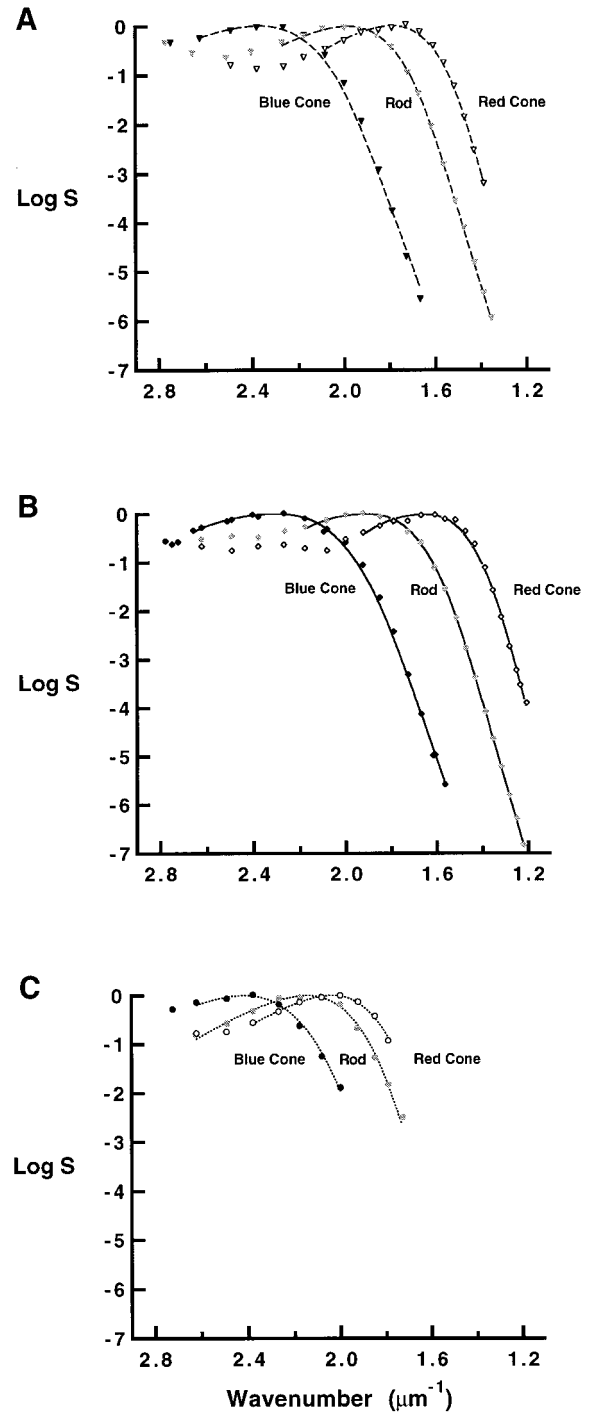 A
0
-1
-2
-3
-4
-5
-6
-7
Log S
Blue Cone
Rod
Red Cone
2.8
2.4
2.0
1.6
1.2
B
0
-1
-2
-3
-4
-5
-6
-7
Log S
Blue Cone
Rod
Red Cone
2.8
2.4
2.0
1.6
1.2
C
0
-1
-2
-3
-4
-5
-6
-7
Log S
Blue Cone
Rod
Red Cone
2.8
2.4
2.0
1.6
1.2
Wavenumber (μm⁻¹)